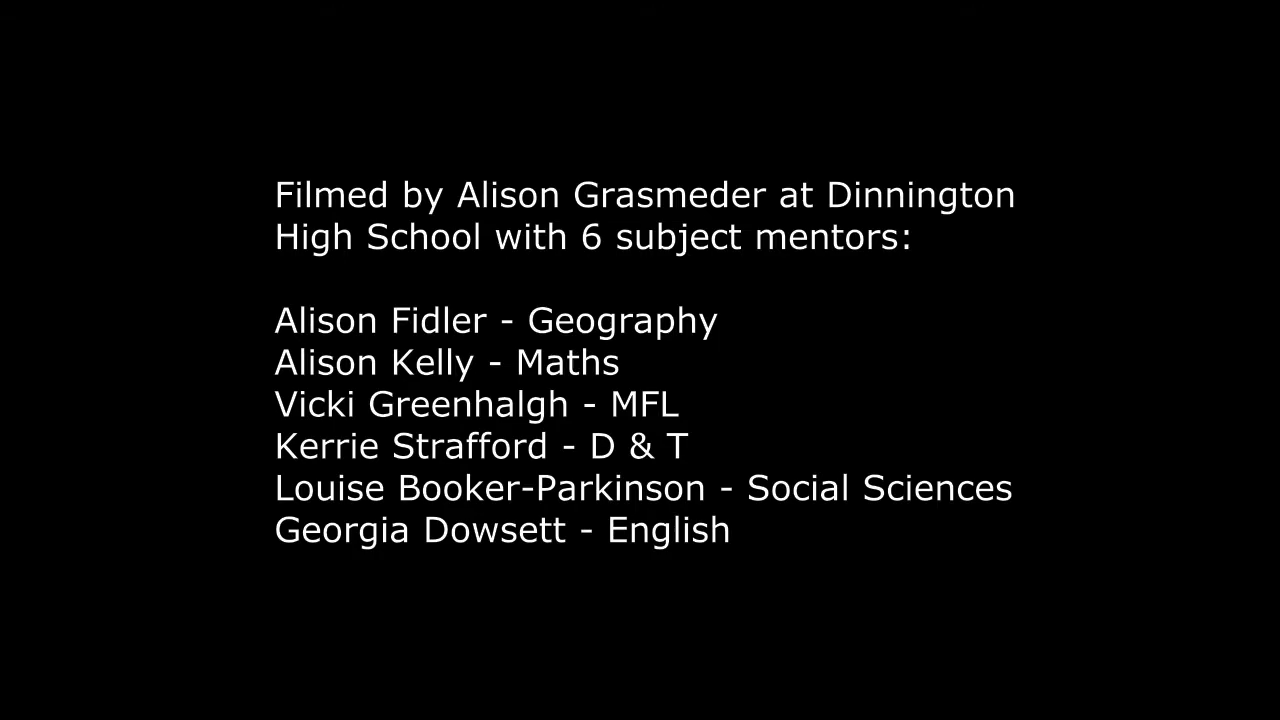 Filmed by Alison Grasmeder at Dinnington
High School with 6 subject mentors:
Alison Fidler - Geography
Alison Kelly - Maths
Vicki Greenhalgh - MFL
Kerrie Strafford - D & T
Louise Booker-Parkinson - Social Sciences
Georgia Dowsett - English